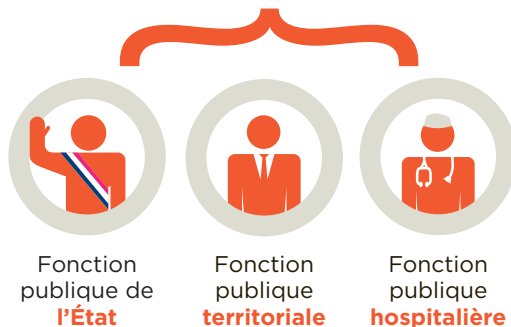 Fonction
publique de
l’État
Fonction
publique
territoriale
Fonction
publique
hospitalière